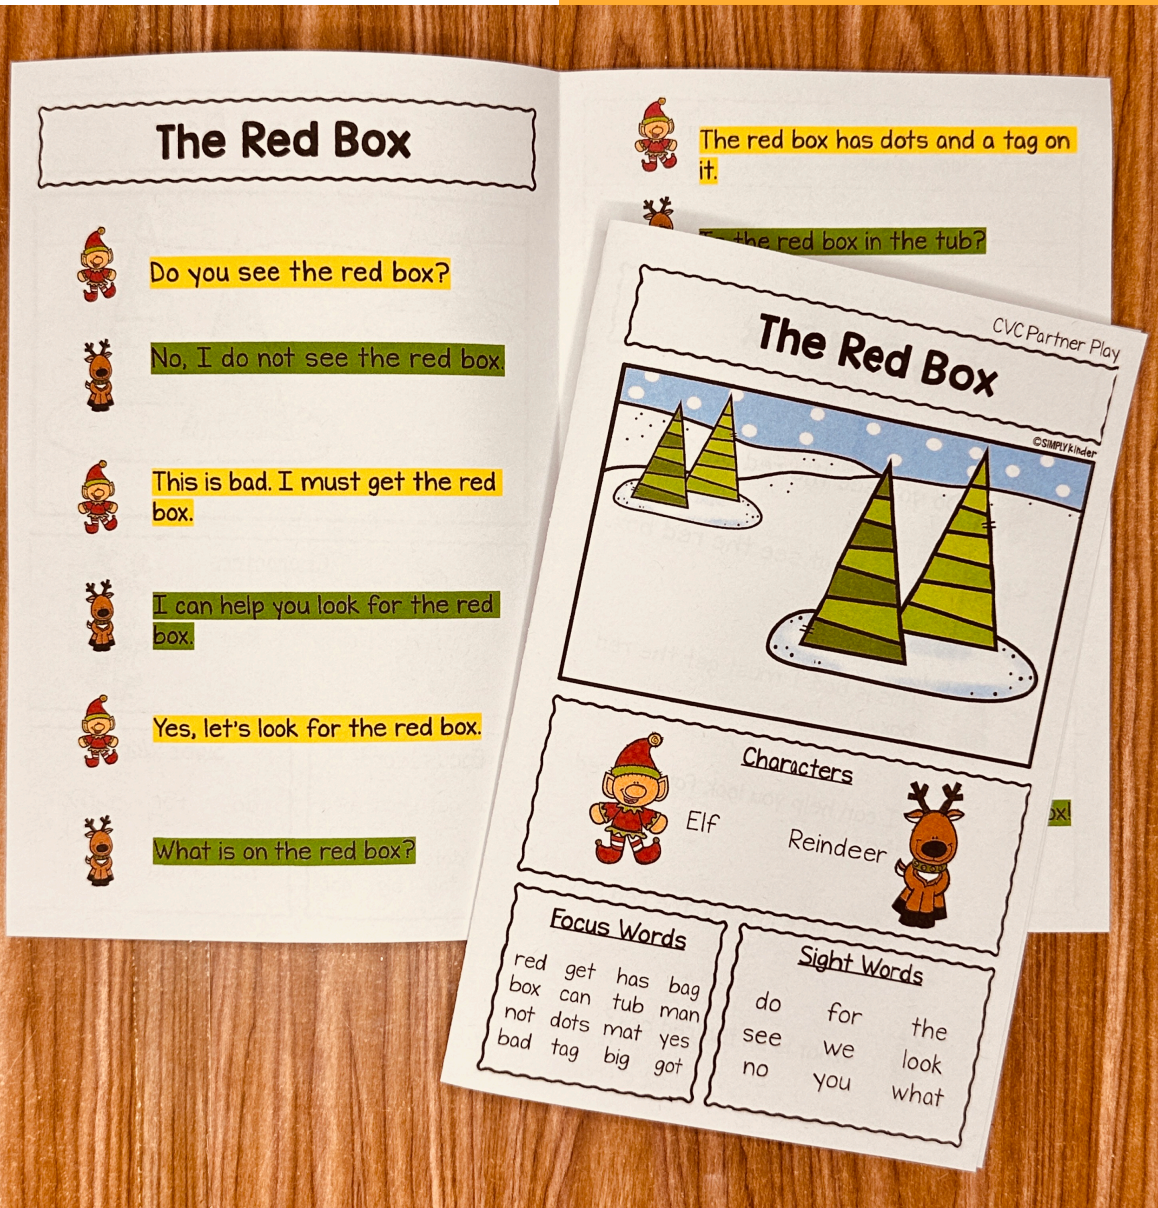 The Red Box
Do you see the red box?
No, I do not see the red box.
This is bad. I must get the red
box.
I can help you look for the red
box.
Yes, let's look for the red box.
What is on the red box?
The red box has dots and a tag on
it.
the red box in the tub?
CVC Partner Play
The Red Box
©SIMPLYkinder
Characters
Elf
Reindeer
Focus Words
red get has bag
box can tub man
not dots mat yes
bad tag big got
Sight Words
do for the
see we look
no you what